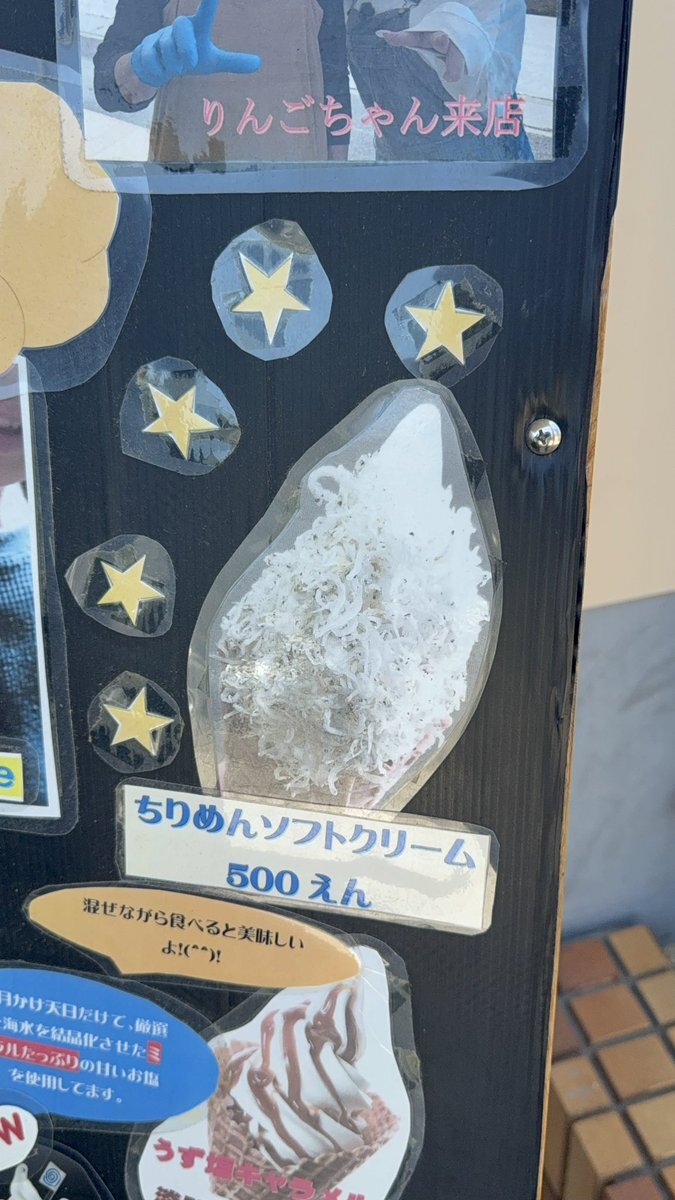 りんごちゃん来店
ちりめんソフトクリーム
500えん
混ぜながら食べると美味しい
よ!(^^)!
月かけ天日だけで、厳選
海水を結晶化させたミ
ラルたっぷりの甘いお塩
を使用してます。
うず塩キャラメル
e
W